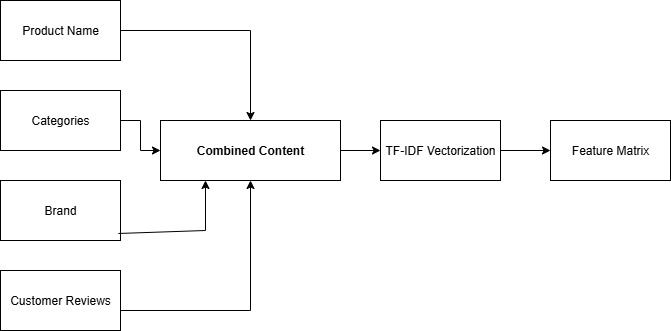 Product Name
Categories
Combined Content
TF-IDF Vectorization
Feature Matrix
Brand
Customer Reviews